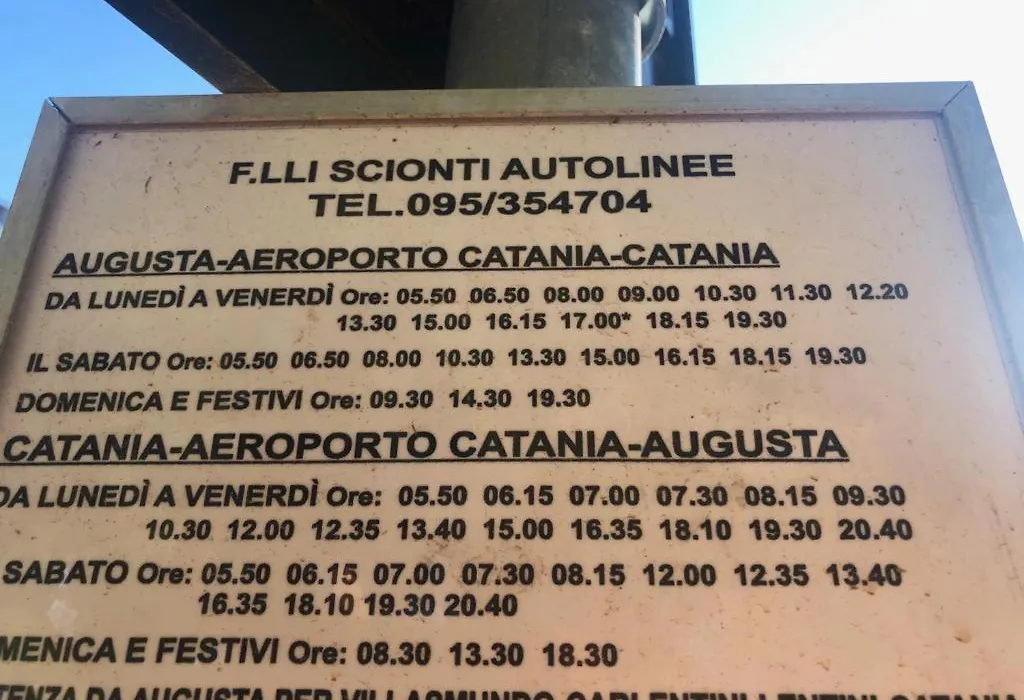 F.LLI SCIONTI AUTOLINEE
TEL.095/354704
AUGUSTA-AEROPORTO CATANIA-CATANIA
DA LUNEDÌ A VENERDÌ Ore: 05.50 06.50 08.00 09.00 10.30 11.30 12.20
13.30 15.00 16.15 17.00* 18.15 19.30
IL SABATO Ore: 05.50 06.50 08.00 10.30 13.30 15.00 16.15 18.15 19.30
DOMENICA E FESTIVI Ore: 09.30 14.30 19.30
CATANIA-AEROPORTO CATANIA-AUGUSTA
DA LUNEDÌ A VENERDÌ Ore: 05.50 06.15 07.00 07.30 08.15 09.30
10.30 12.00 12.35 13.40 15.00 16.35 18.10 19.30 20.40
SABATO Ore: 05.50 06.15 07.00 07.30 08.15 12.00 12.35 13.40
16.35 18.10 19.30 20.40
MENICA E FESTIVI Ore: 08.30 13.30 18.30
TENZA DA AUGUSTA PER VILLASMUNDO CARLENTINI LENTINI